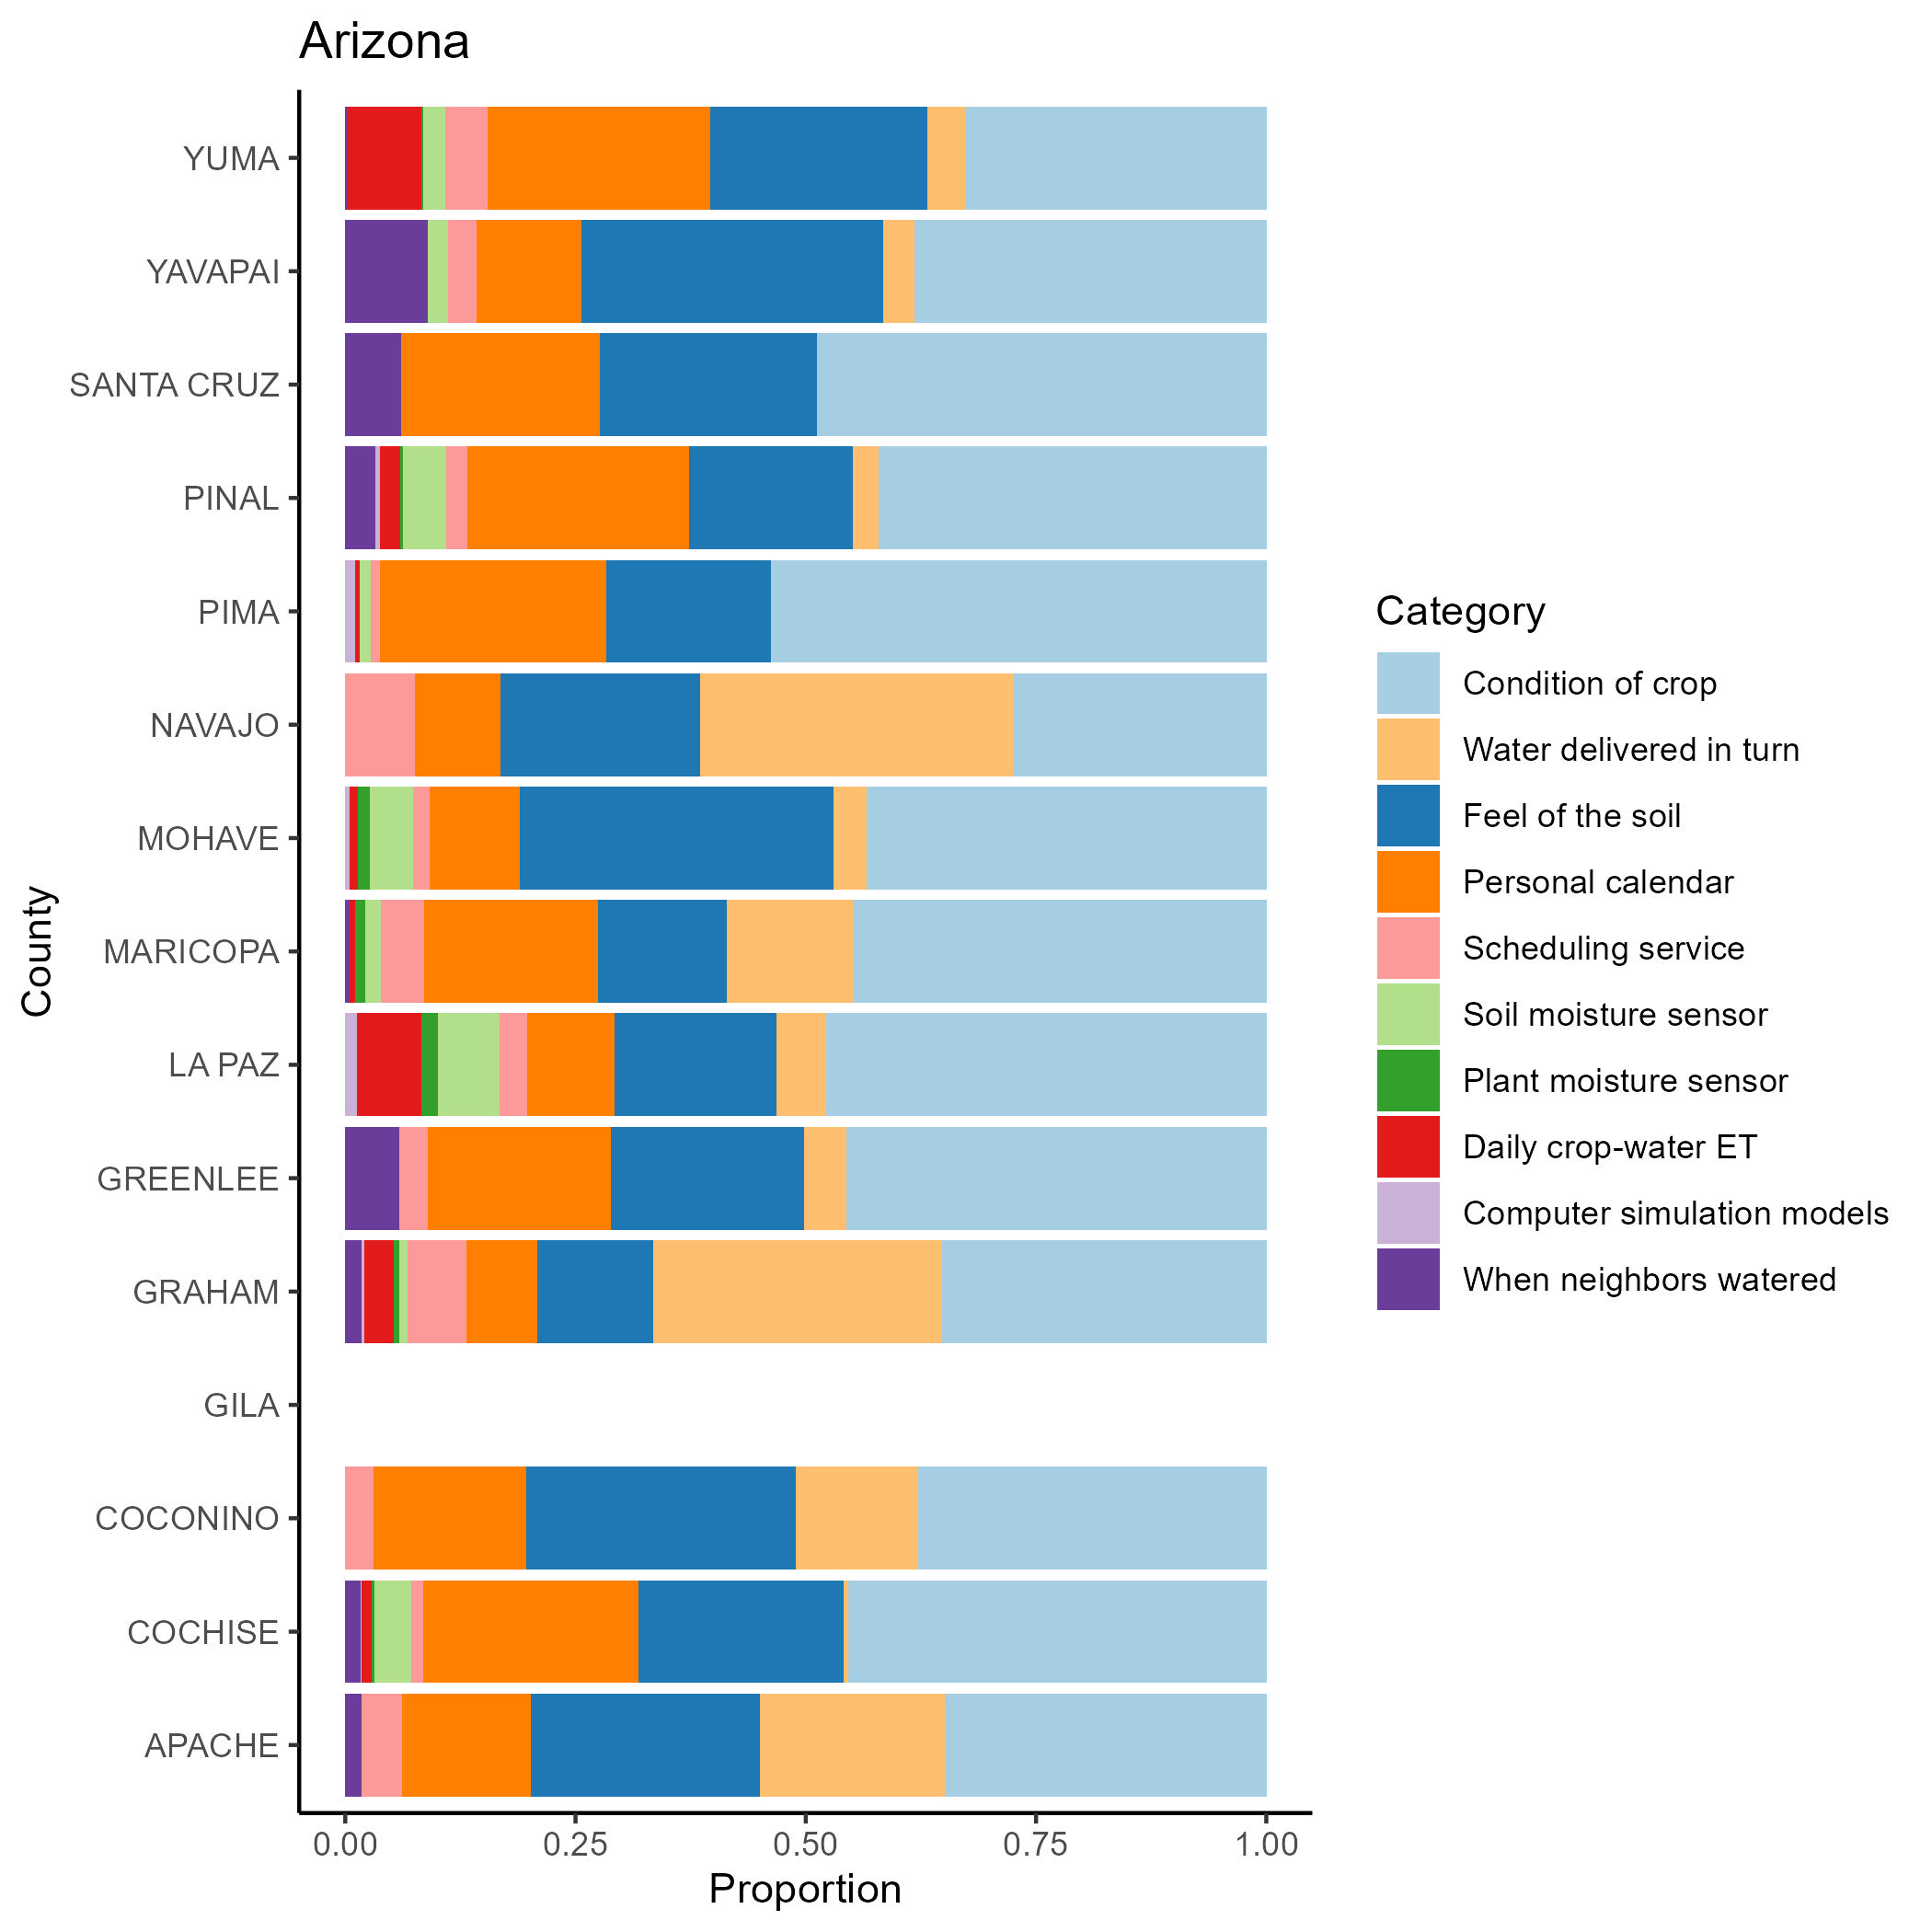 Arizona
County
YUMA
YAVAPAI
SANTA CRUZ
PINAL
PIMA
NAVAJO
MOHAVE
MARICOPA
LA PAZ
GREENLEE
GRAHAM
GILA
COCONINO
COCHISE
APACHE
0.00 0.25 0.50 0.75 1.00
Proportion
Category
Condition of crop
Water delivered in turn
Feel of the soil
Personal calendar
Scheduling service
Soil moisture sensor
Plant moisture sensor
Daily crop-water ET
Computer simulation models
When neighbors watered